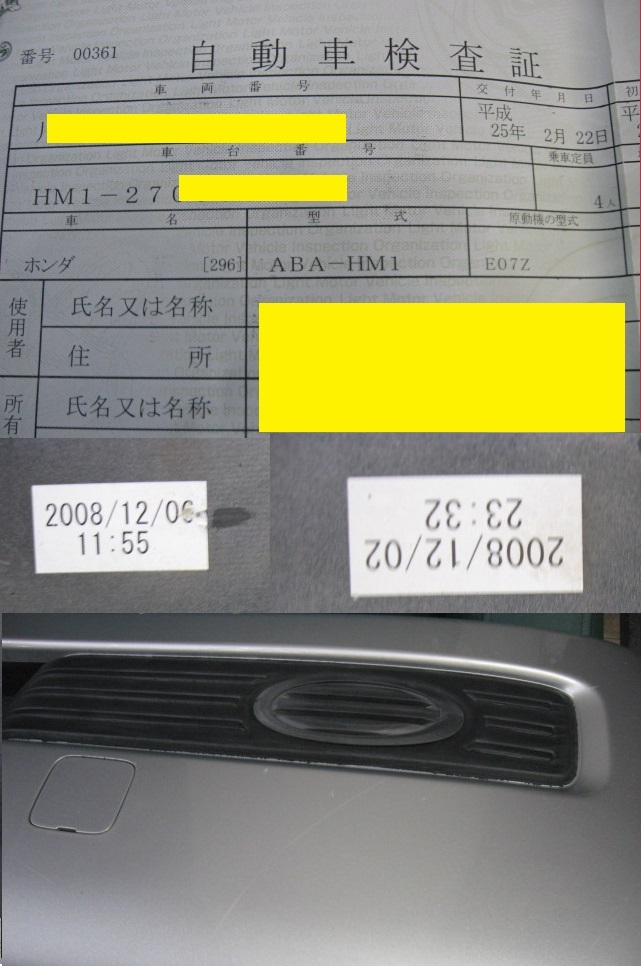 番号 00361
自動車検査証
車両番号
交付年月日
初
平成
25年 2月 22日
平
車台番号
乗車定員
HM1-270
4人
車名
型式
原動機の型式
ホンダ [296]
ABA-HM1
E07Z
使用者
氏名又は名称
住所
所有
氏名又は名称
2008/12/06
11:55
2008/12/02
23:32